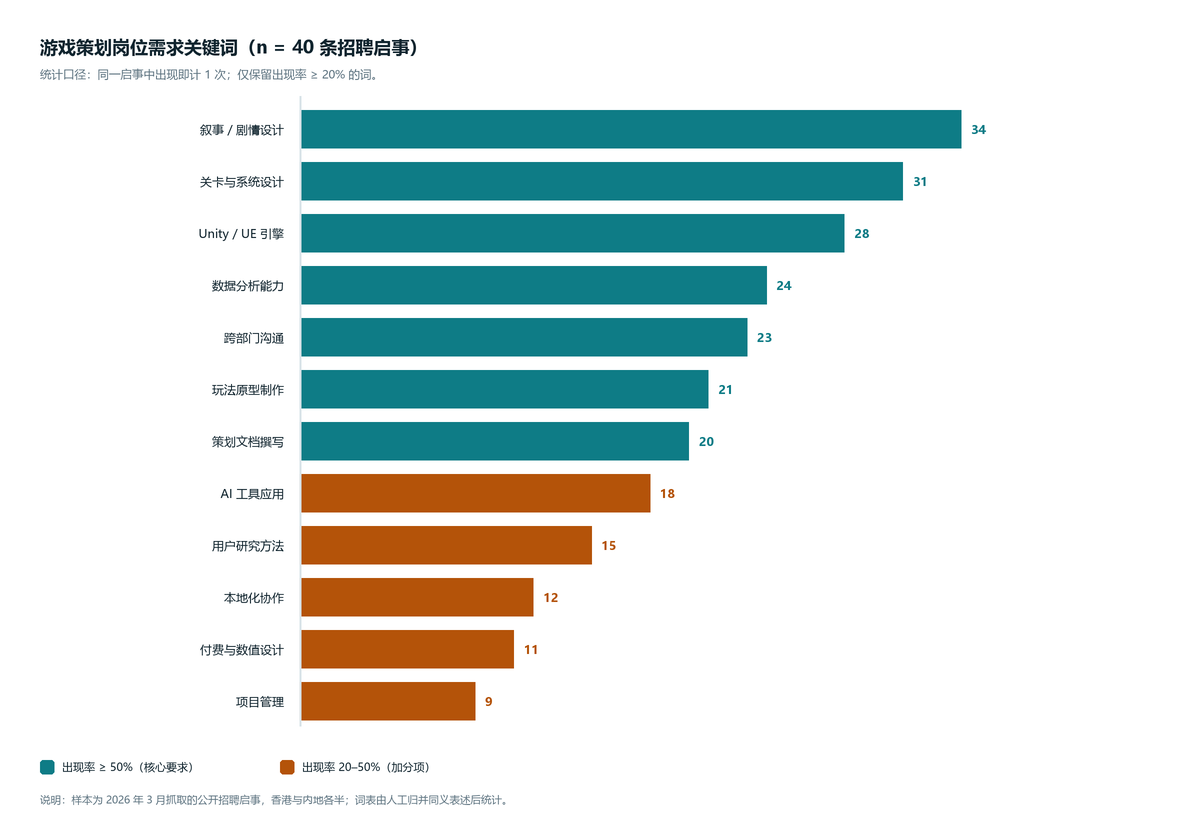 游戏策划岗位需求关键词（n = 40 条招聘启事）
统计口径：同一启事中出现即计 1 次；仅保留出现率 ≥ 20% 的词。
叙事 / 剧情设计 34
关卡与系统设计 31
Unity / UE 引擎 28
数据分析能力 24
跨部门沟通 23
玩法原型制作 21
策划文档撰写 20
AI 工具应用 18
用户研究方法 15
本地化协作 12
付费与数值设计 11
项目管理 9
出现率 ≥ 50%（核心要求） 出现率 20–50%（加分项）
说明：样本为 2026 年 3 月抓取的公开招聘启事，香港与内地各半；词表由人工归并同义表述后统计。